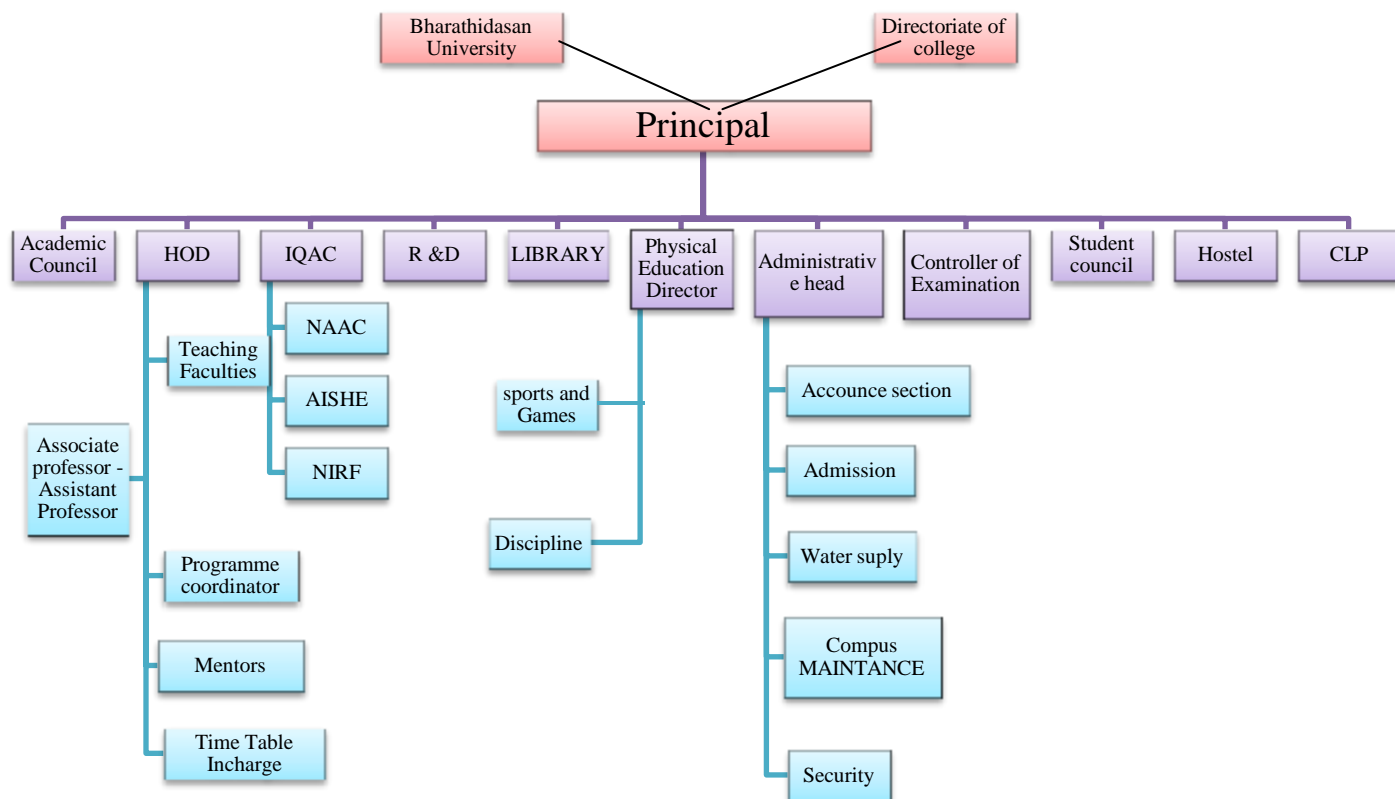 Bharathidasan
University
Directoriate of
college
Principal
Academic
Council
HOD
IQAC
R &D
LIBRARY
Physical
Education
Director
Administrativ
e head
Controller of
Examination
Student
council
Hostel
CLP
Teaching
Faculties
Associate
professor -
Assistant
Professor
Programme
coordinator
Mentors
Time Table
Incharge
NAAC
AISHE
NIRF
sports and
Games
Discipline
Accounce section
Admission
Water suply
Compus
MAINTANCE
Security